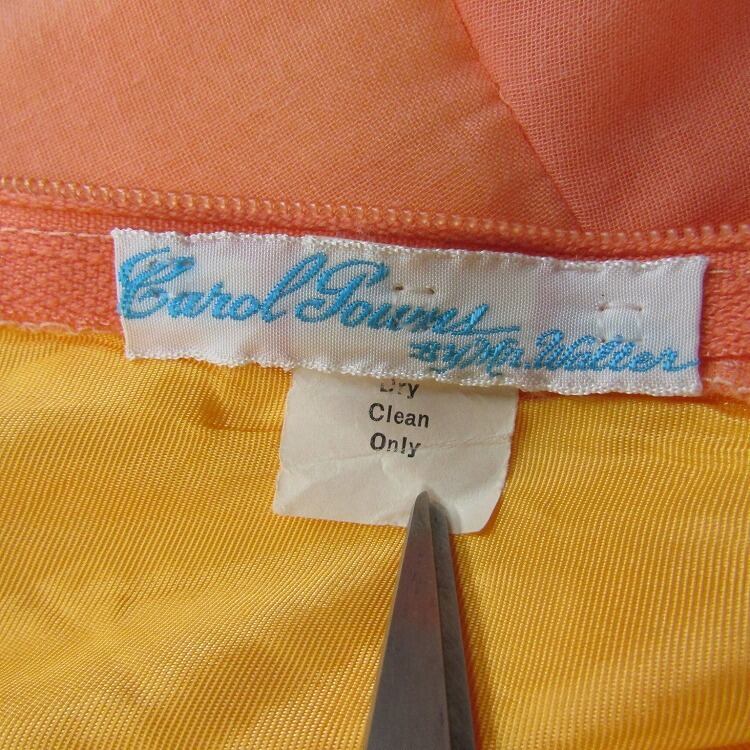 Carol Gowns
By Mr. Walter
Dry
Clean
Only